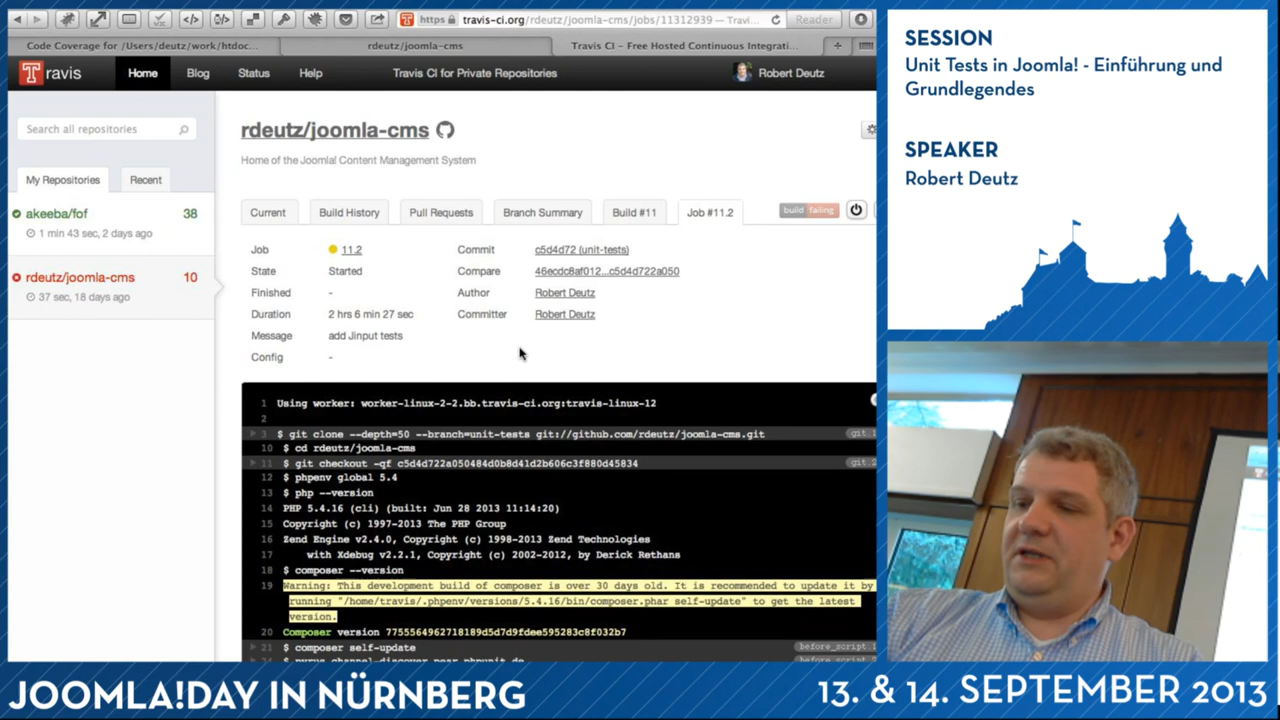 https travis-ci.org/rdeutz/joomla-cms/jobs/11312939 — Travi...
Reader
Code Coverage for /Users/deutz/work/htdoc...
rdeutz/joomla-cms
Travis CI – Free Hosted Continuous Integrati...
Travis
Home
Blog
Status
Help
Travis CI for Private Repositories
Robert Deutz
Search all repositories
My Repositories
Recent
akeeba/fof 38
1 min 43 sec, 2 days ago
rdeutz/joomla-cms 10
37 sec, 18 days ago
rdeutz/joomla-cms
Home of the Joomla! Content Management System
Current
Build History
Pull Requests
Branch Summary
Build #11
Job #11.2
build failing
Job 11.2
State Started
Finished -
Duration 2 hrs 6 min 27 sec
Message add Jinput tests
Config -
Commit c5d4d72 (unit-tests)
Compare 46ecdc8af012...c5d4d722a050
Author Robert Deutz
Committer Robert Deutz
1 Using worker: worker-linux-2-2.bb.travis-ci.org:travis-linux-12
2
3 $ git clone --depth=50 --branch=unit-tests git://github.com/rdeutz/joomla-cms.git git
10 $ cd rdeutz/joomla-cms
11 $ git checkout -qf c5d4d722a050484d0b8d41d2b606c3f880d45834 git
12 $ phpenv global 5.4
13 $ php --version
14 PHP 5.4.16 (cli) (built: Jun 28 2013 11:14:20)
15 Copyright (c) 1997-2013 The PHP Group
16 Zend Engine v2.4.0, Copyright (c) 1998-2013 Zend Technologies
17 with Xdebug v2.2.1, Copyright (c) 2002-2012, by Derick Rethans
18 $ composer --version
19 Warning: This development build of composer is over 30 days old. It is recommended to update it by
running "/home/travis/.phpenv/versions/5.4.16/bin/composer.phar self-update" to get the latest
version.
20 Composer version 7755564962718189d5d7d9fdee595283c8f032b7
21 $ composer self-update before_script
$ pyrus channel-discover pear.phpunit.de before_script
SESSION
Unit Tests in Joomla! - Einführung und
Grundlegendes
SPEAKER
Robert Deutz
JOOMLA!DAY IN NÜRNBERG
13. & 14. SEPTEMBER 2013